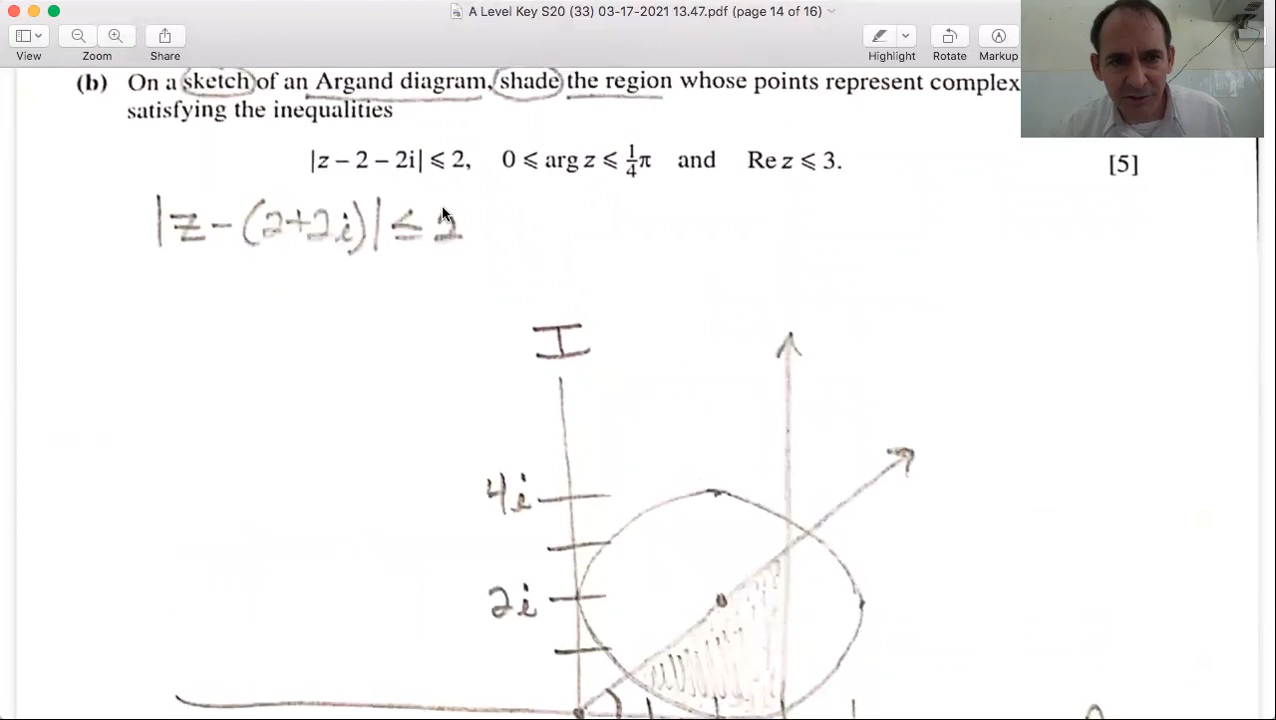 A Level Key S20 (33) 03-17-2021 13.47.pdf (page 14 of 16)
View Zoom Share Highlight Rotate Markup
(b) On a sketch of an Argand diagram, shade the region whose points represent complex
satisfying the inequalities
|z − 2 − 2i| ⩽ 2, 0 ⩽ arg z ⩽ ¼π and Re z ⩽ 3. [5]
|z − (2+2i)| ≤ 2
I
4i
2i